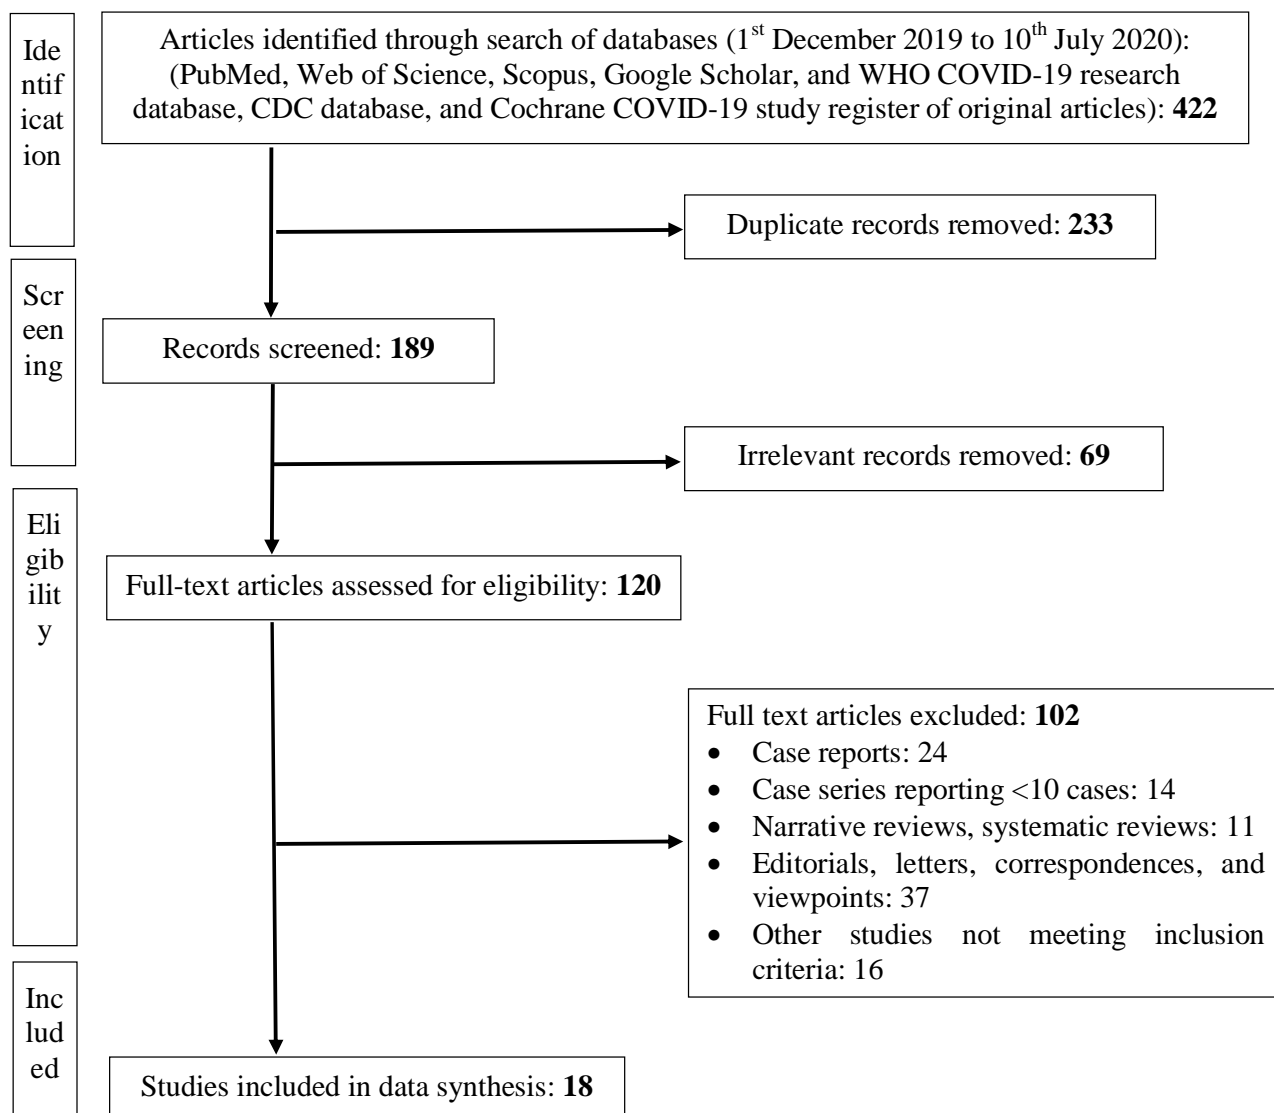 Ide
ntif
icat
ion
Articles identified through search of databases (1st December 2019 to 10th July 2020):
(PubMed, Web of Science, Scopus, Google Scholar, and WHO COVID-19 research
database, CDC database, and Cochrane COVID-19 study register of original articles): 422
Duplicate records removed: 233
Scr
een
ing
Records screened: 189
Irrelevant records removed: 69
Eli
gib
ilit
y
Full-text articles assessed for eligibility: 120
Full text articles excluded: 102
• Case reports: 24
• Case series reporting <10 cases: 14
• Narrative reviews, systematic reviews: 11
• Editorials, letters, correspondences, and
viewpoints: 37
• Other studies not meeting inclusion
criteria: 16
Inc
lud
ed
Studies included in data synthesis: 18